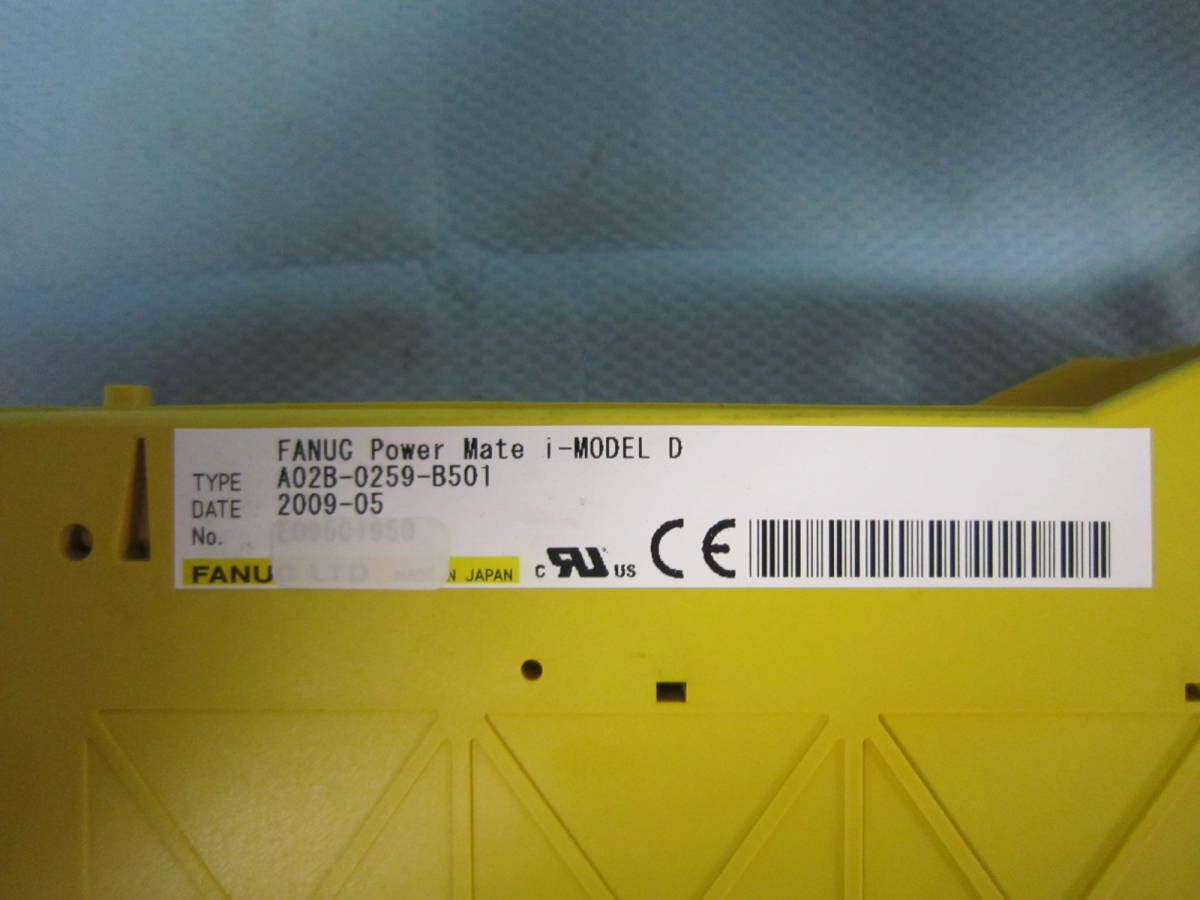 FANUC Power Mate i-MODEL D
TYPE A02B-0259-B501
DATE 2009-05
No.
FANUC LTD MADE IN JAPAN
C UR US CE